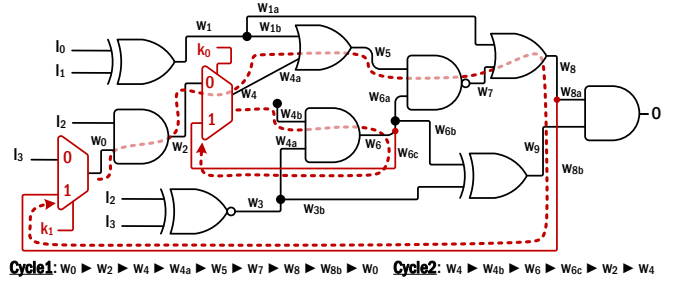 W1a
W1
W1b
I0
I1
k0
W5
W4a
W8
0
W4
W6a
W7
W8a
O
I2
W4b
1
W6b
W0
W2
W4a
W6
W6c
W9
I3
0
W8b
1
I2
W3
W3b
I3
k1
Cycle1: W0 ► W2 ► W4 ► W4a ► W5 ► W7 ► W8 ► W8b ► W0 Cycle2: W4 ► W4b ► W6 ► W6c ► W2 ► W4